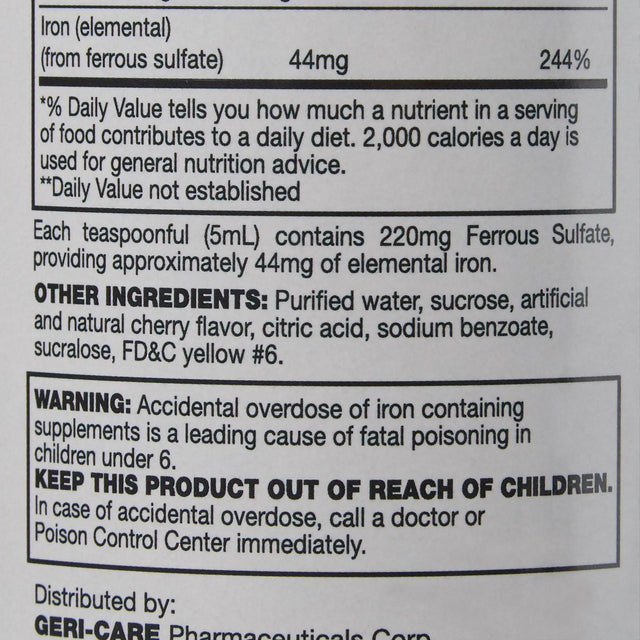 Iron (elemental)
(from ferrous sulfate) 44mg 244%
*% Daily Value tells you how much a nutrient in a serving
of food contributes to a daily diet. 2,000 calories a day is
used for general nutrition advice.
**Daily Value not established
Each teaspoonful (5mL) contains 220mg Ferrous Sulfate,
providing approximately 44mg of elemental iron.
OTHER INGREDIENTS: Purified water, sucrose, artificial
and natural cherry flavor, citric acid, sodium benzoate,
sucralose, FD&C yellow #6.
WARNING: Accidental overdose of iron containing
supplements is a leading cause of fatal poisoning in
children under 6.
KEEP THIS PRODUCT OUT OF REACH OF CHILDREN.
In case of accidental overdose, call a doctor or
Poison Control Center immediately.
Distributed by:
GERI-CARE Pharmaceuticals Corp.